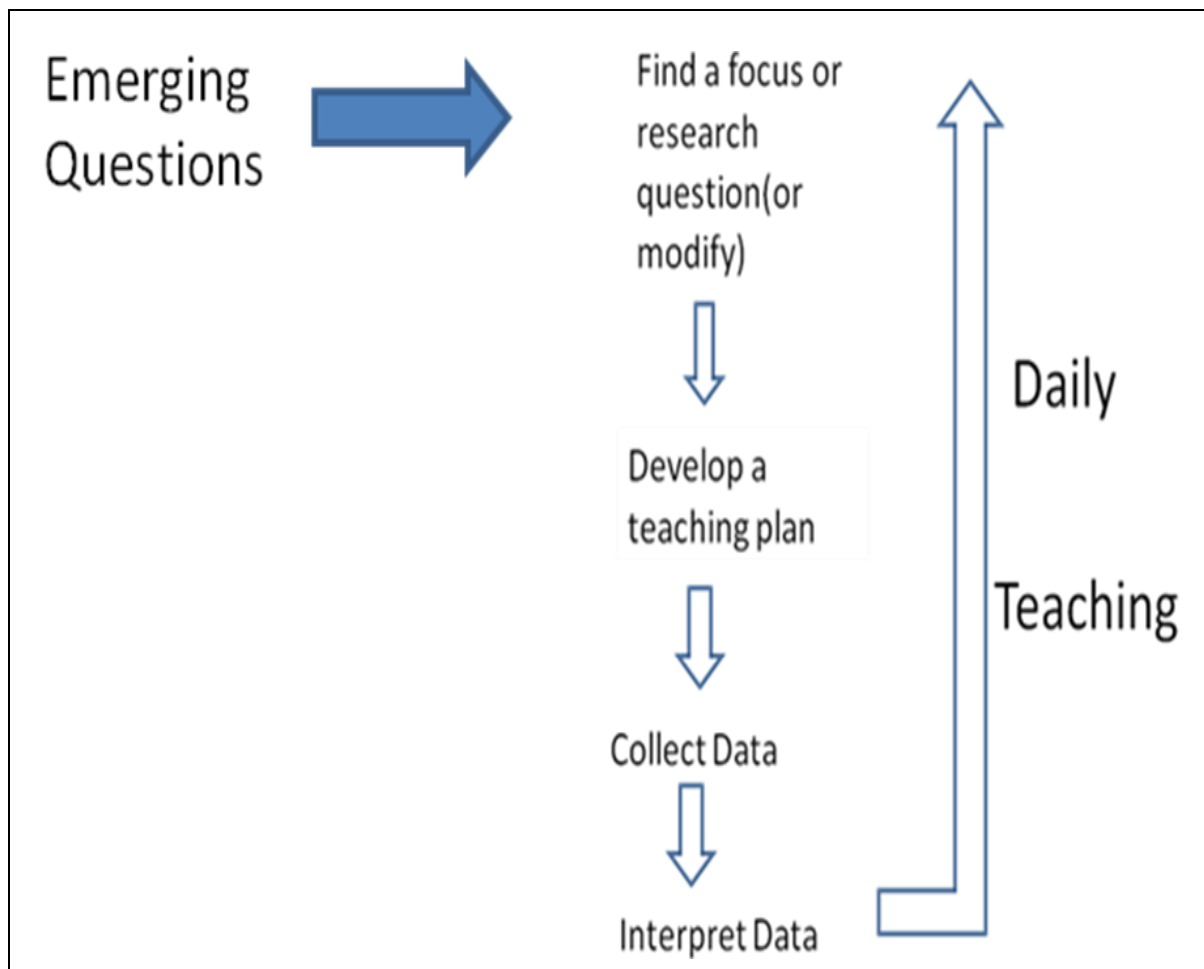 Emerging
Questions
Find a focus or
research
question(or
modify)
Develop a
teaching plan
Collect Data
Interpret Data
Daily
Teaching